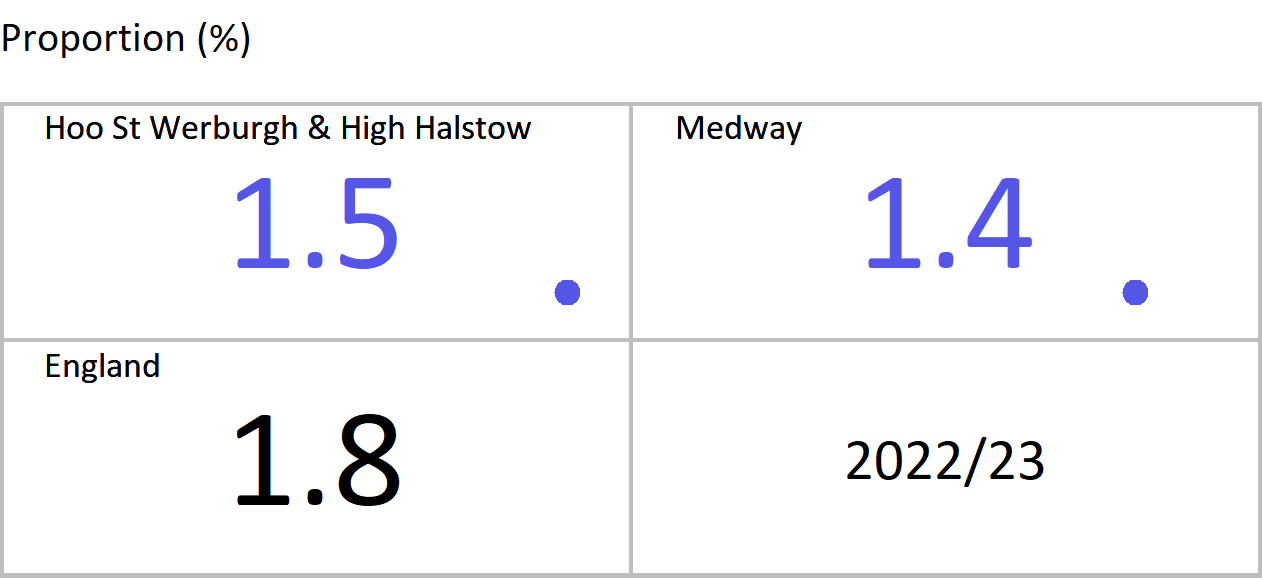 Proportion (%)
Hoo St Werburgh & High Halstow
1.5
Medway
1.4
England
1.8
2022/23